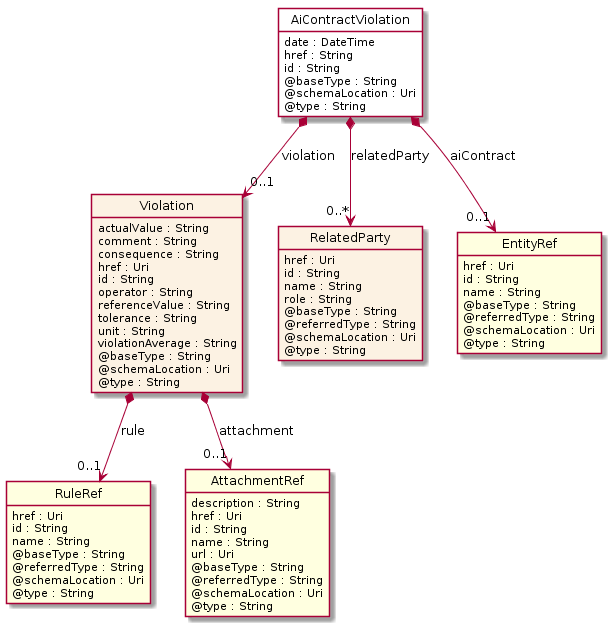 AiContractViolation
date : DateTime
href : String
id : String
@baseType : String
@schemaLocation : Uri
@type : String
violation
relatedParty
aiContract
0..1
0..*
0..1
Violation
actualValue : String
comment : String
consequence : String
href : Uri
id : String
operator : String
referenceValue : String
tolerance : String
unit : String
violationAverage : String
@baseType : String
@schemaLocation : Uri
@type : String
RelatedParty
href : Uri
id : String
name : String
role : String
@baseType : String
@referredType : String
@schemaLocation : Uri
@type : String
EntityRef
href : Uri
id : String
name : String
@baseType : String
@referredType : String
@schemaLocation : Uri
@type : String
rule
attachment
0..1
0..1
RuleRef
href : Uri
id : String
name : String
@baseType : String
@referredType : String
@schemaLocation : Uri
@type : String
AttachmentRef
description : String
href : Uri
id : String
name : String
url : Uri
@baseType : String
@referredType : String
@schemaLocation : Uri
@type : String